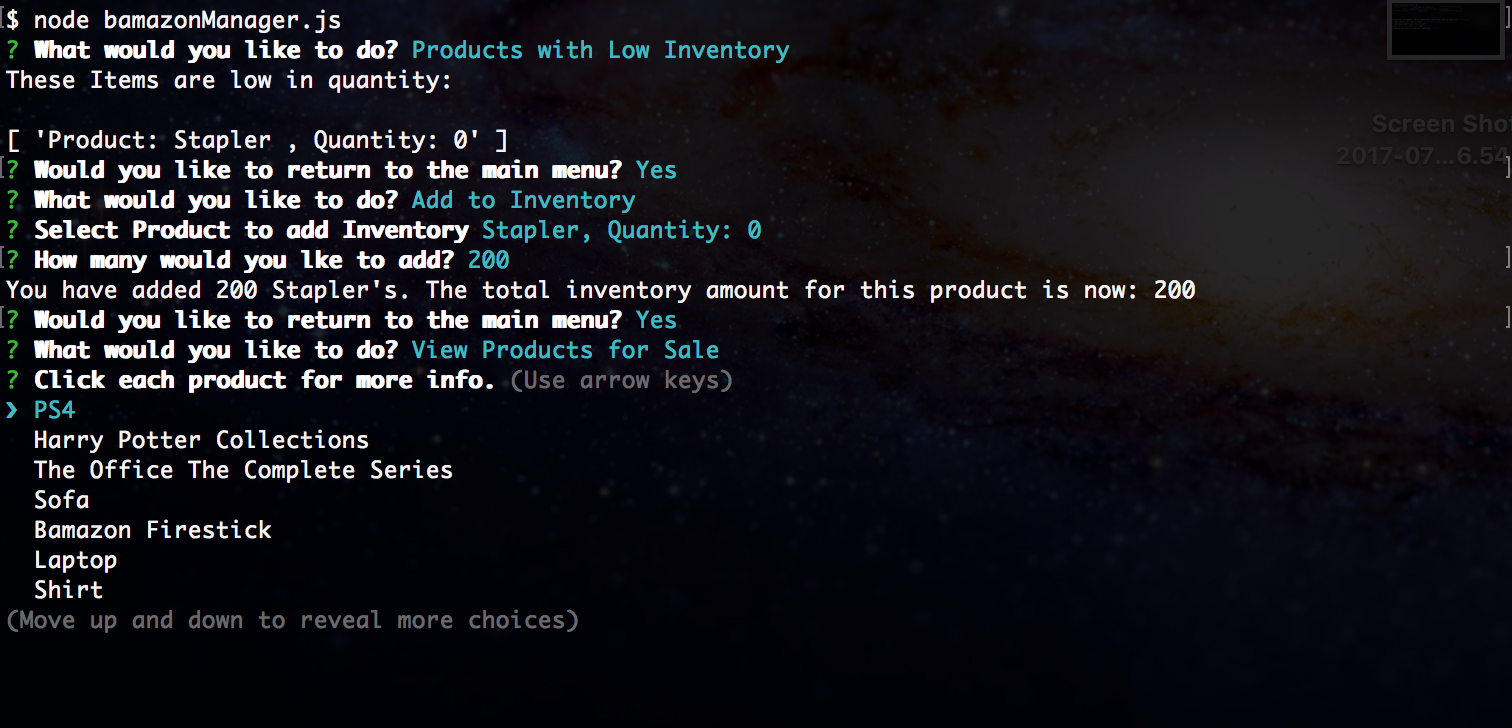 $ node bamazonManager.js
? What would you like to do? Products with Low Inventory
These Items are low in quantity:
[ 'Product: Stapler , Quantity: 0' ]
? Would you like to return to the main menu? Yes
? What would you like to do? Add to Inventory
? Select Product to add Inventory Stapler, Quantity: 0
? How many would you lke to add? 200
You have added 200 Stapler's. The total inventory amount for this product is now: 200
? Would you like to return to the main menu? Yes
? What would you like to do? View Products for Sale
? Click each product for more info. (Use arrow keys)
❯ PS4
Harry Potter Collections
The Office The Complete Series
Sofa
Bamazon Firestick
Laptop
Shirt
(Move up and down to reveal more choices)
Screen Sho
2017-07...6.54